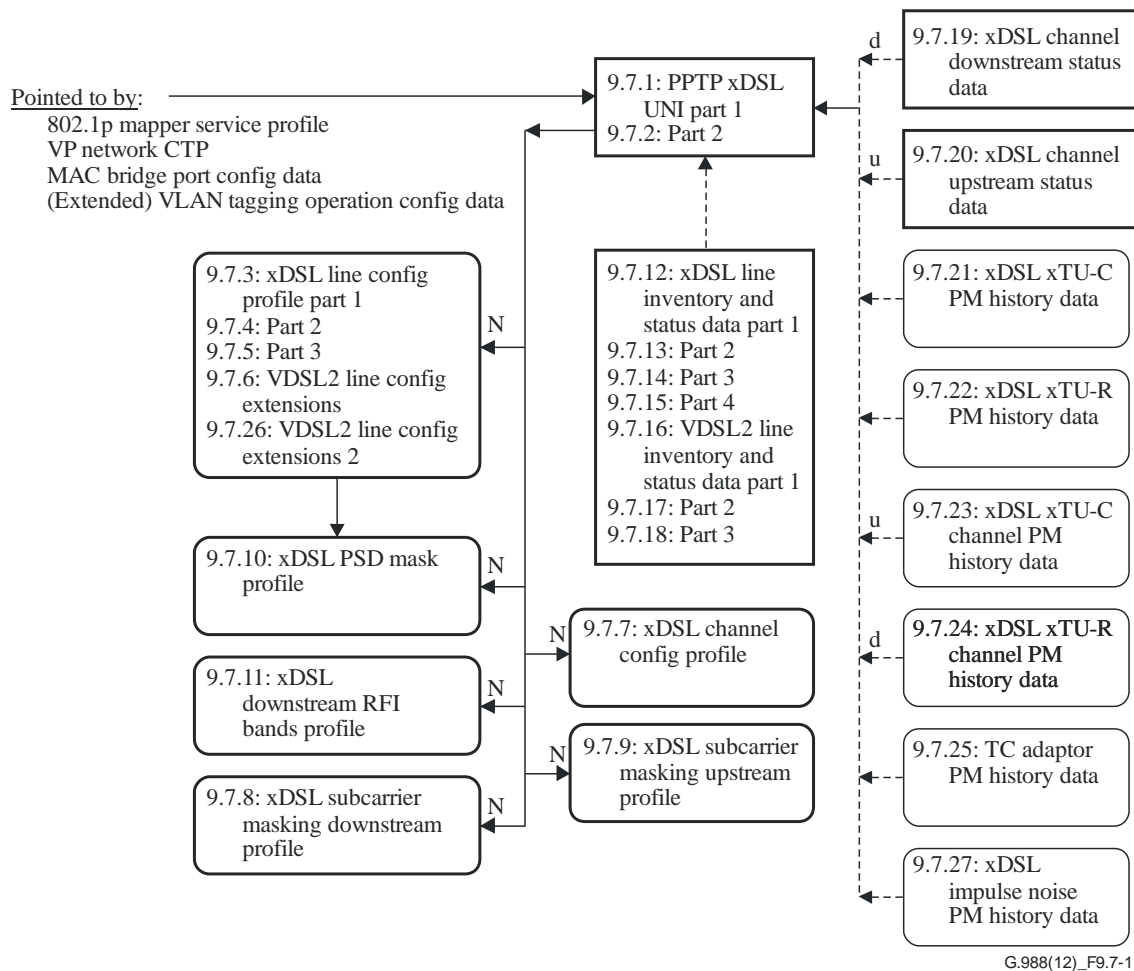 Pointed to by:
802.1p mapper service profile
VP network CTP
MAC bridge port config data
(Extended) VLAN tagging operation config data
9.7.1: PPTP xDSL
UNI part 1
9.7.2: Part 2
9.7.3: xDSL line config
profile part 1
9.7.4: Part 2
9.7.5: Part 3
9.7.6: VDSL2 line config
extensions
9.7.26: VDSL2 line config
extensions 2
N
9.7.10: xDSL PSD mask
profile
N
9.7.11: xDSL
downstream RFI
bands profile
N
9.7.8: xDSL subcarrier
masking downstream
profile
N
9.7.12: xDSL line
inventory and
status data part 1
9.7.13: Part 2
9.7.14: Part 3
9.7.15: Part 4
9.7.16: VDSL2 line
inventory and
status data part 1
9.7.17: Part 2
9.7.18: Part 3
N
9.7.7: xDSL channel
config profile
N
9.7.9: xDSL subcarrier
masking upstream
profile
d
9.7.19: xDSL channel
downstream status
data
u
9.7.20: xDSL channel
upstream status
data
9.7.21: xDSL xTU-C
PM history data
9.7.22: xDSL xTU-R
PM history data
u
9.7.23: xDSL xTU-C
channel PM
history data
d
9.7.24: xDSL xTU-R
channel PM
history data
9.7.25: TC adaptor
PM history data
9.7.27: xDSL
impulse noise
PM history data
G.988(12)_F9.7-1